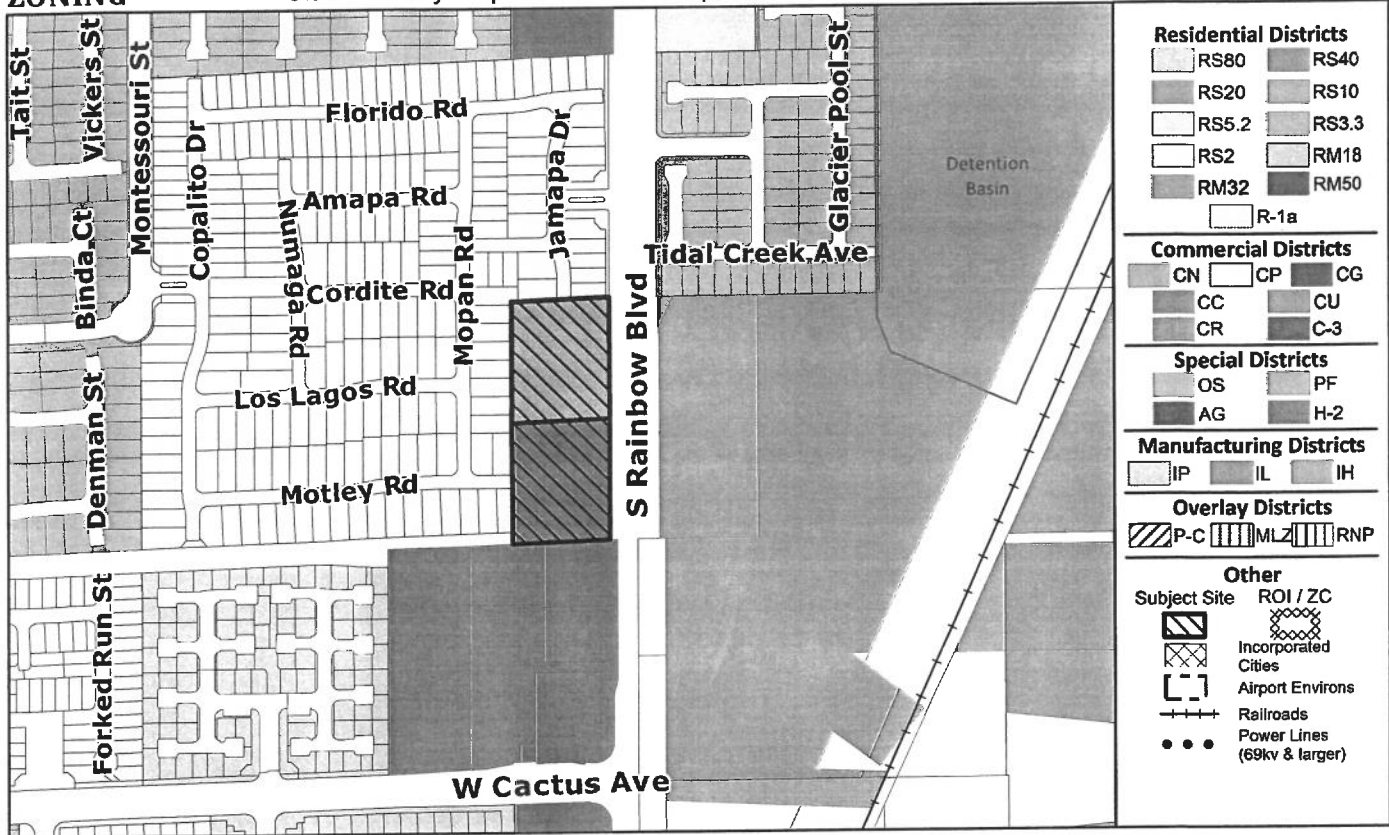 ZONING
Tait St
Vickers St
Montessouri St
Copalito Dr
Florido Rd
Jamapa Dr
Glacier Pool St
Detention
Basin
Amapa Rd
Nunnaga Rd
Binda Ct
Mopan Rd
Tidal Creek Ave
Cordite Rd
S Rainbow Blvd
Los Lagos Rd
Denman St
Motley Rd
Forked Run St
W Cactus Ave
Residential Districts
RS80 RS40
RS20 RS10
RS5.2 RS3.3
RS2 RM18
RM32 RM50
R-1a
Commercial Districts
CN CP CG
CC CU
CR C-3
Special Districts
OS PF
AG H-2
Manufacturing Districts
IP IL IH
Overlay Districts
P-C MLZ RNP
Other
Subject Site ROI / ZC
Incorporated
Cities
Airport Environs
Railroads
Power Lines
(69kv & larger)